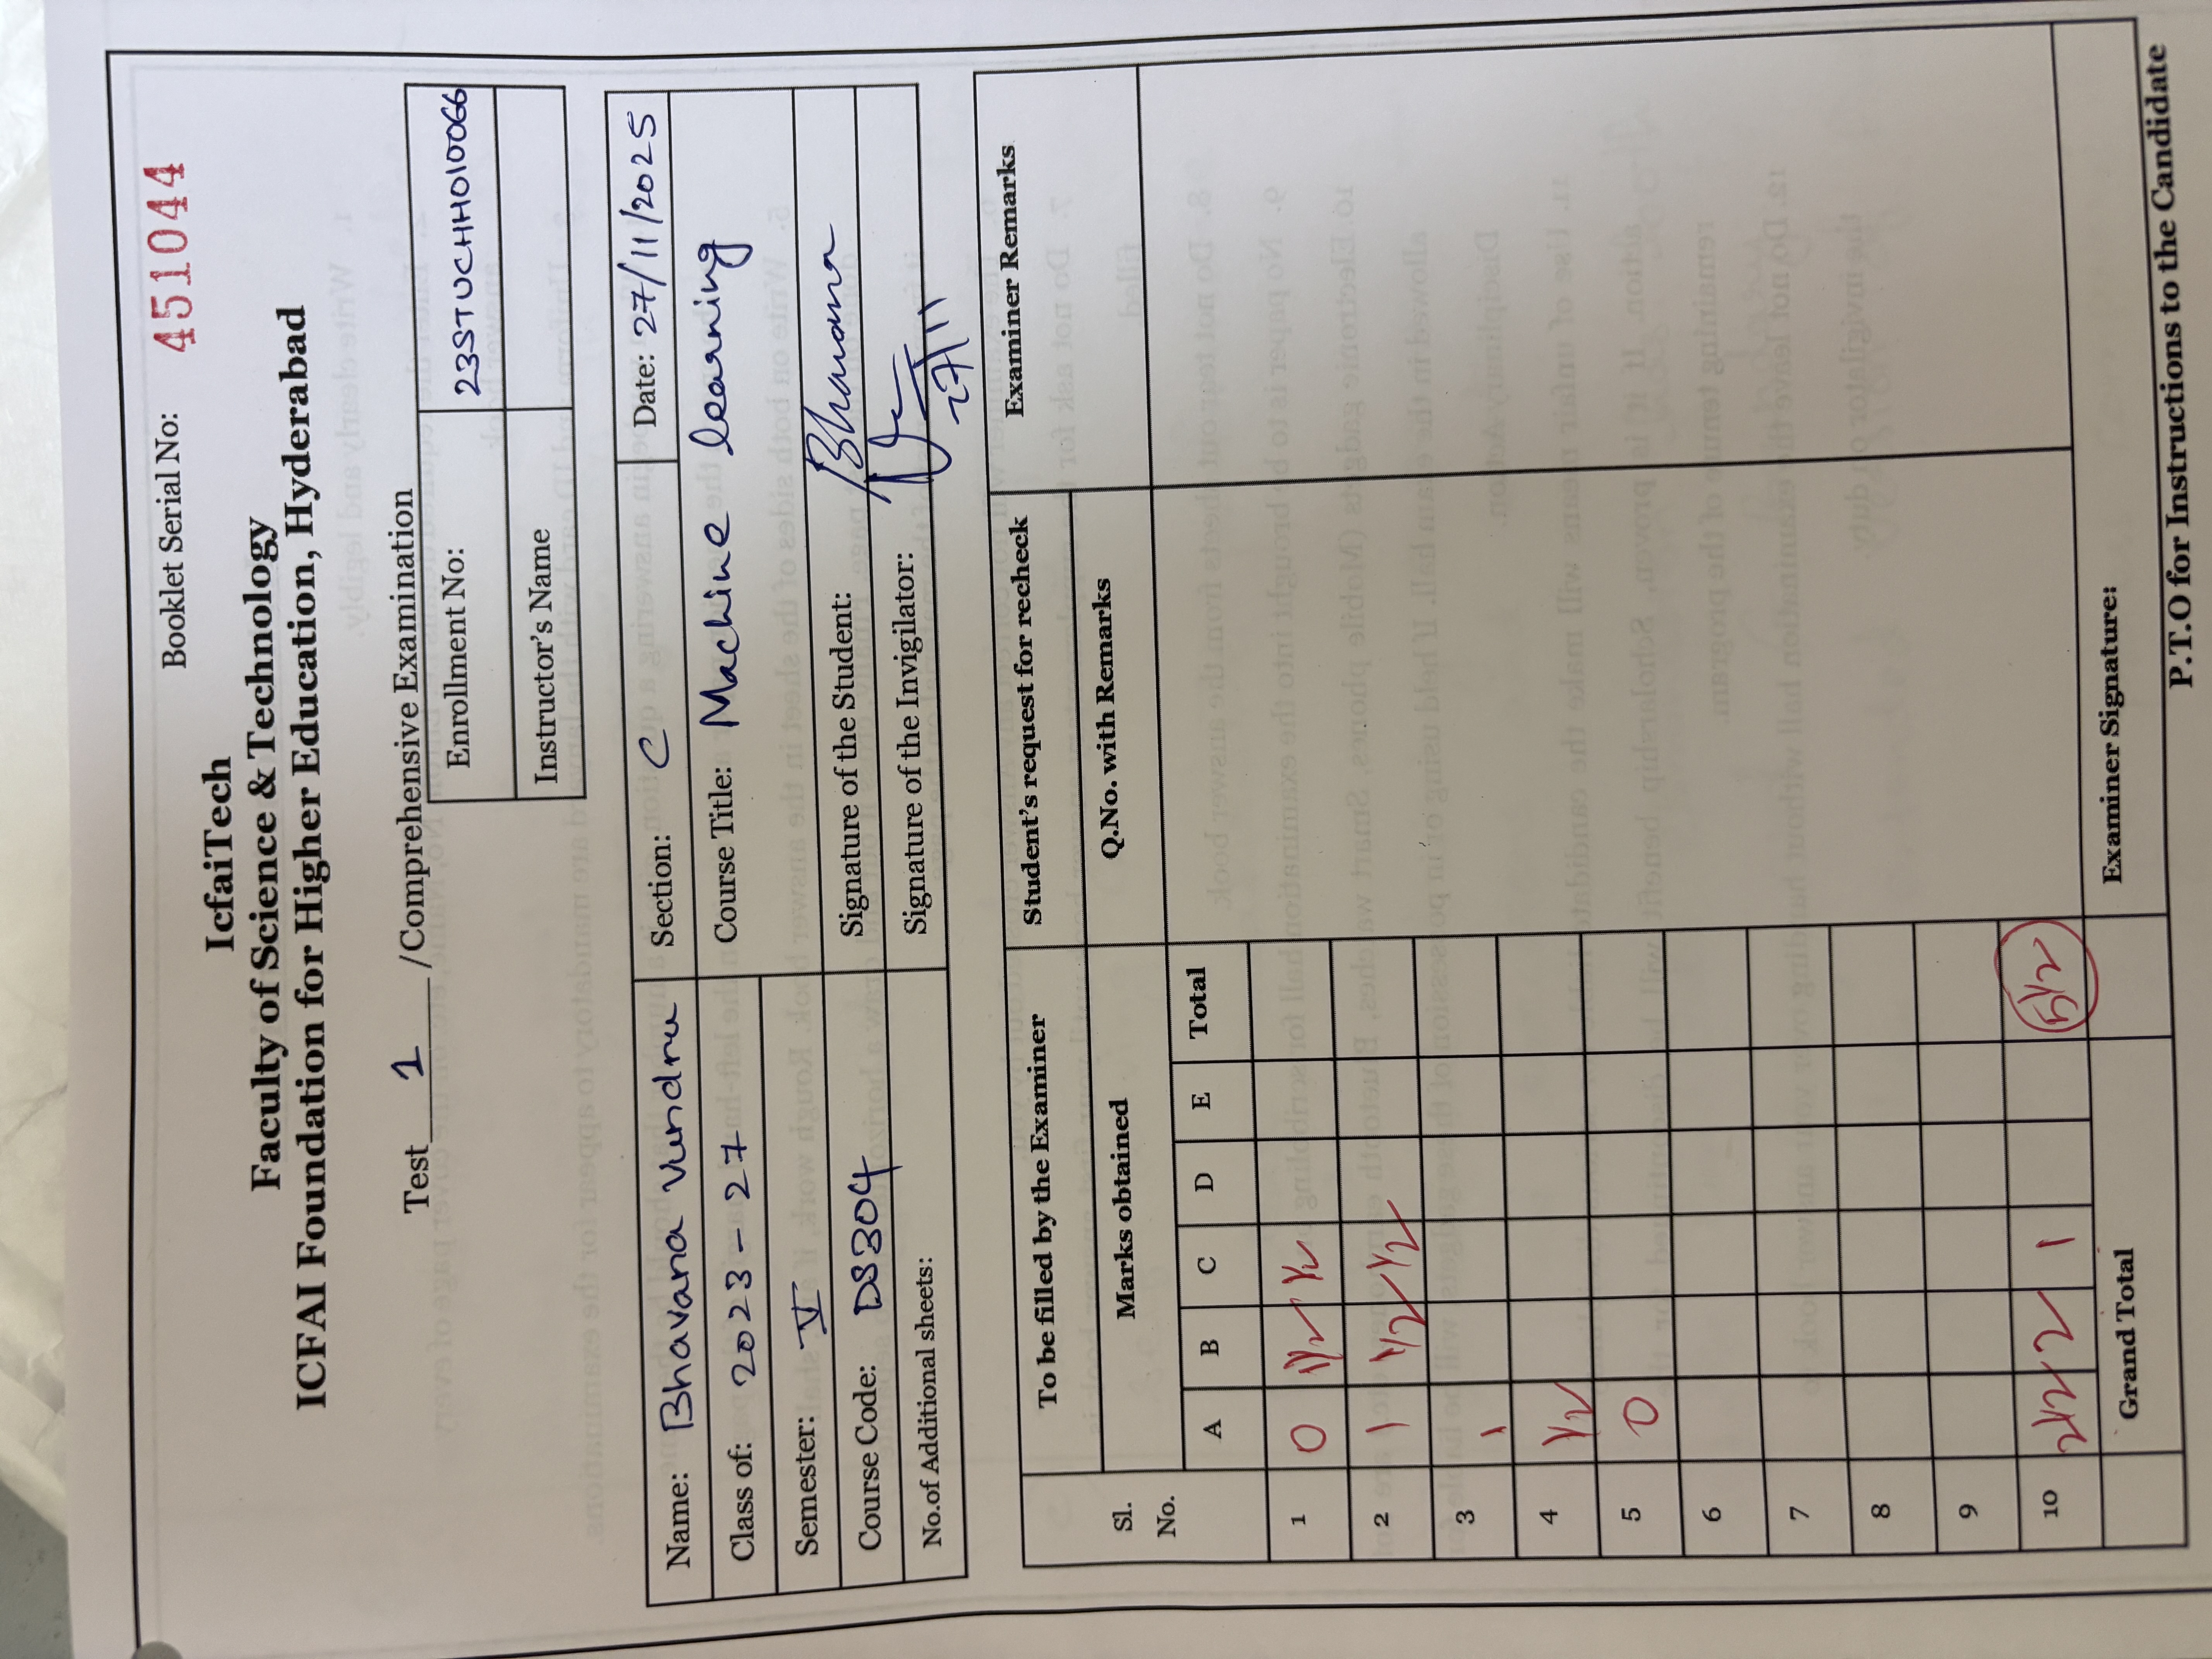 Booklet Serial No: 451044
IcfaiTech
Faculty of Science & Technology
ICFAI Foundation for Higher Education, Hyderabad
Test 1 /Comprehensive Examination
Enrollment No: 23STUCHH010066
Instructor's Name
Name: Bhavana Vundru Section: C Date: 27/11/2025
Class of: 2023-27 Course Title: Machine learning
Semester: V
Course Code: DS304 Signature of the Student: Bhavana
No.of Additional sheets: Signature of the Invigilator:
27/11
Sl. No. To be filled by the Examiner Student's request for recheck Examiner Remarks
Marks obtained Q.No. with Remarks
A B C D E Total
1 0 1½ ½
2 1 ½ ½
3 1
4 ½
5 0
6
7
8
9
10 2½ 2 1 5½
Grand Total Examiner Signature:
P.T.O for Instructions to the Candidate